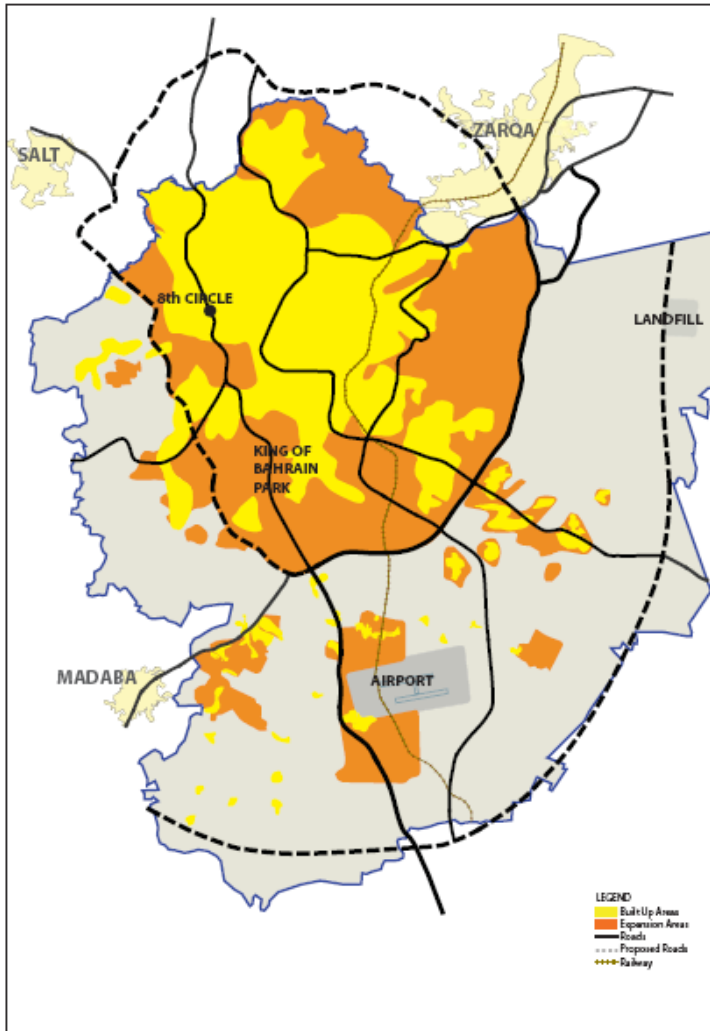 ZARQA
SALT
8th CIRCLE
LANDFILL
KING OF
BAHRAIN
PARK
MADABA
AIRPORT
LEGEND
Built Up Areas
Expansion Areas
Roads
Proposed Roads
Railway